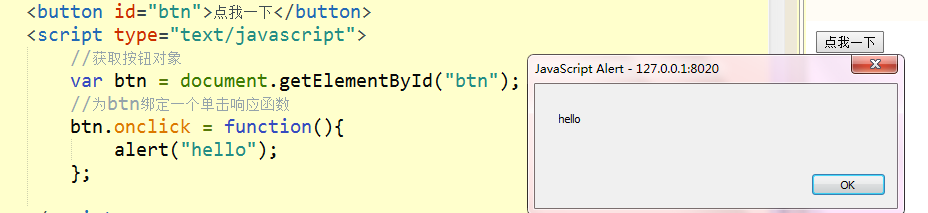 <button id="btn">点我一下</button>
<script type="text/javascript">
//获取按钮对象
var btn = document.getElementById("btn");
//为btn绑定一个单击响应函数
btn.onclick = function(){
alert("hello");
};
点我一下
JavaScript Alert - 127.0.0.1:8020
hello
OK